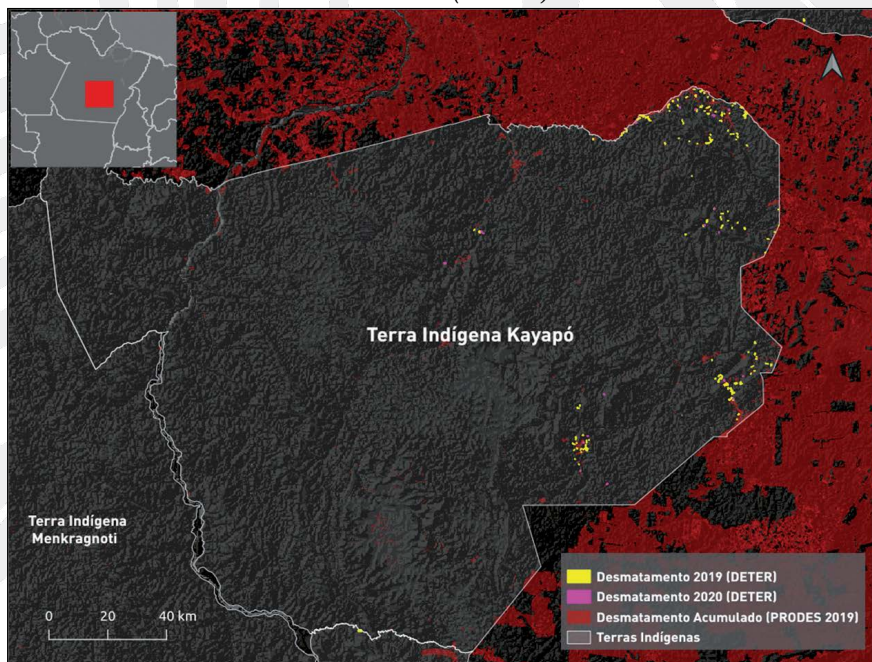 Terra Indígena Kayapó
Terra Indígena
Menkragnoti
0 20 40 km
Desmatamento 2019 (DETER)
Desmatamento 2020 (DETER)
Desmatamento Acumulado (PRODES 2019)
Terras Indígenas